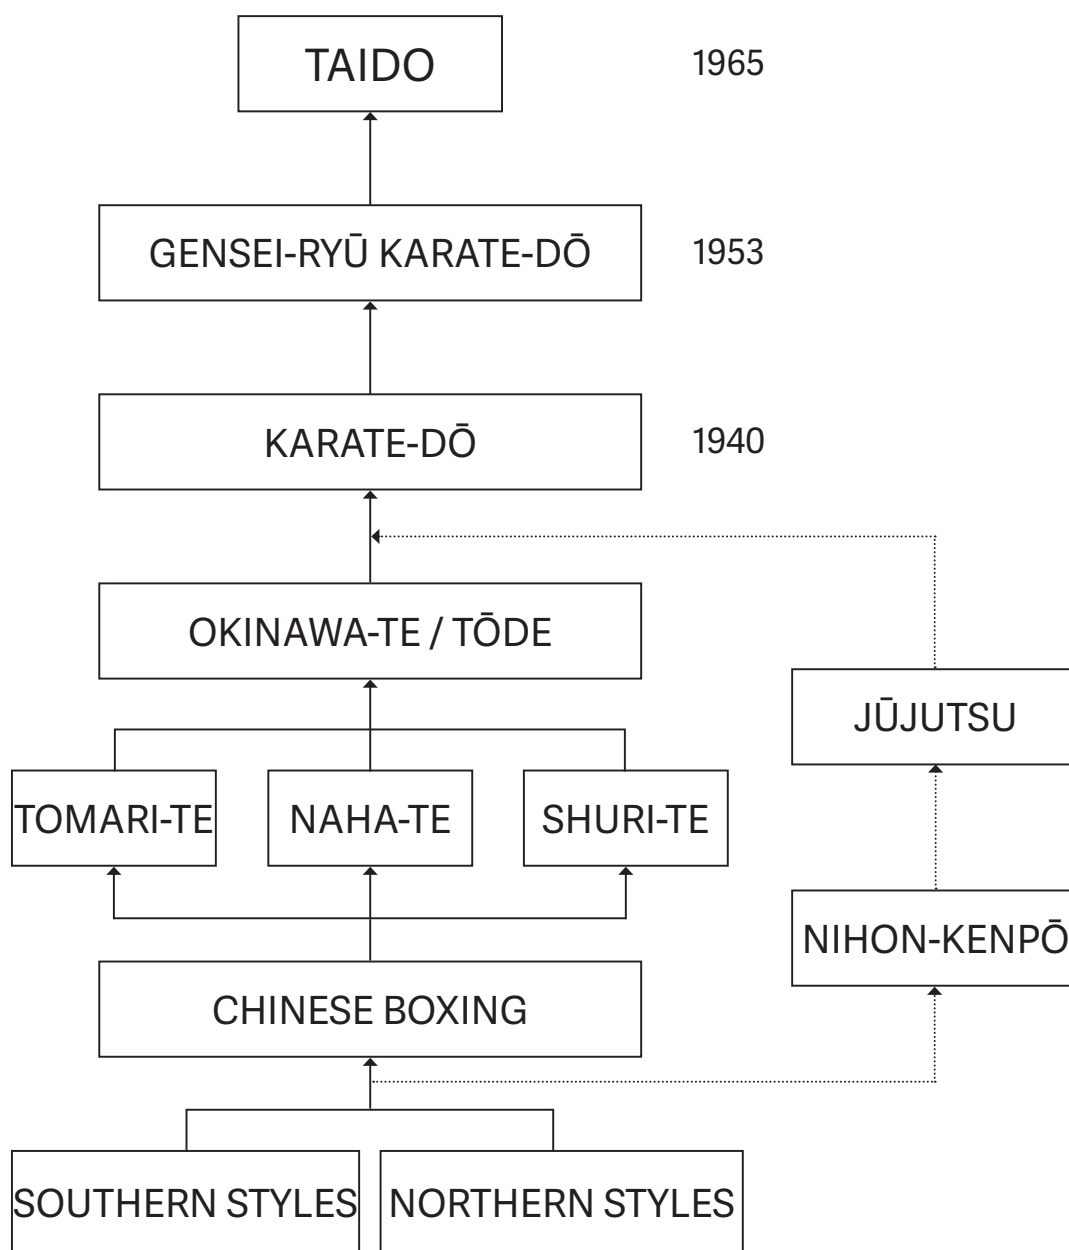 TAIDO 1965
GENSEI-RYŪ KARATE-DŌ 1953
KARATE-DŌ 1940
OKINAWA-TE / TŌDE
JŪJUTSU
TOMARI-TE NAHA-TE SHURI-TE
NIHON-KENPŌ
CHINESE BOXING
SOUTHERN STYLES NORTHERN STYLES